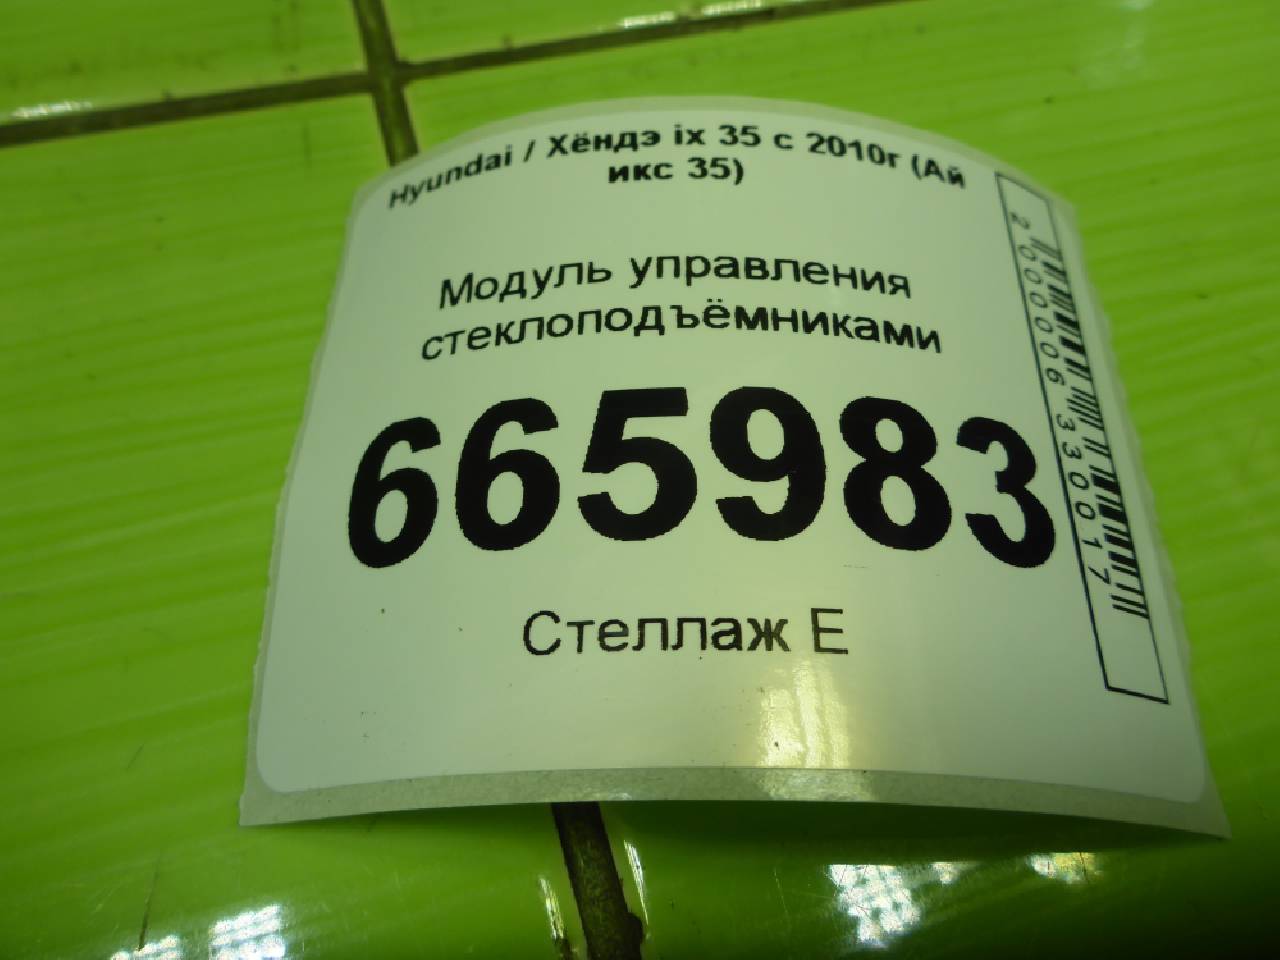 Hyundai / Хёндэ ix 35 с 2010г (Ай
икс 35)
Модуль управления
стеклоподъёмниками
665983
Стеллаж Е
2000006330017